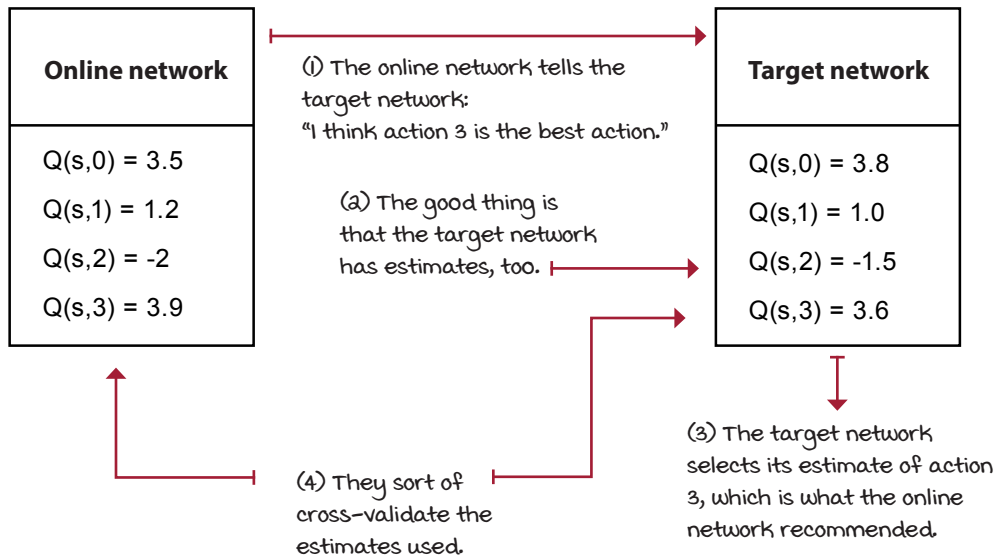 Online network
Q(s,0) = 3.5
Q(s,1) = 1.2
Q(s,2) = -2
Q(s,3) = 3.9
(1) The online network tells the
target network:
“I think action 3 is the best action.”
(2) The good thing is
that the target network
has estimates, too.
Target network
Q(s,0) = 3.8
Q(s,1) = 1.0
Q(s,2) = -1.5
Q(s,3) = 3.6
(3) The target network
selects its estimate of action
3, which is what the online
network recommended.
(4) They sort of
cross-validate the
estimates used.